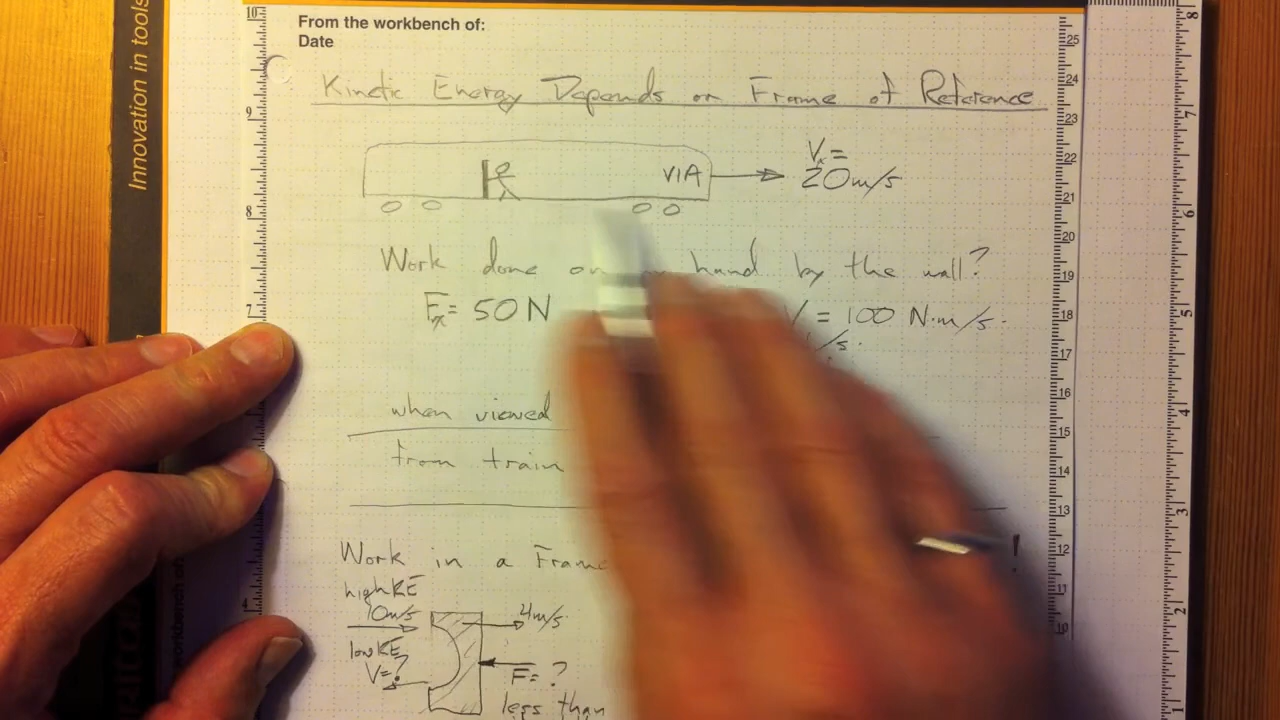 Innovation in tools
From the workbench of:
Date
Kinetic Energy Depends on Frame of Reference
VIA
Vx =
20 m/s
Work done on hand by the wall?
Fx = 50 N
= 100 N·m/s.
when viewed
from train
Work in a Frame
!
high KE
10 m/s
4 m/s.
low KE
V = ?
F = ?
less than